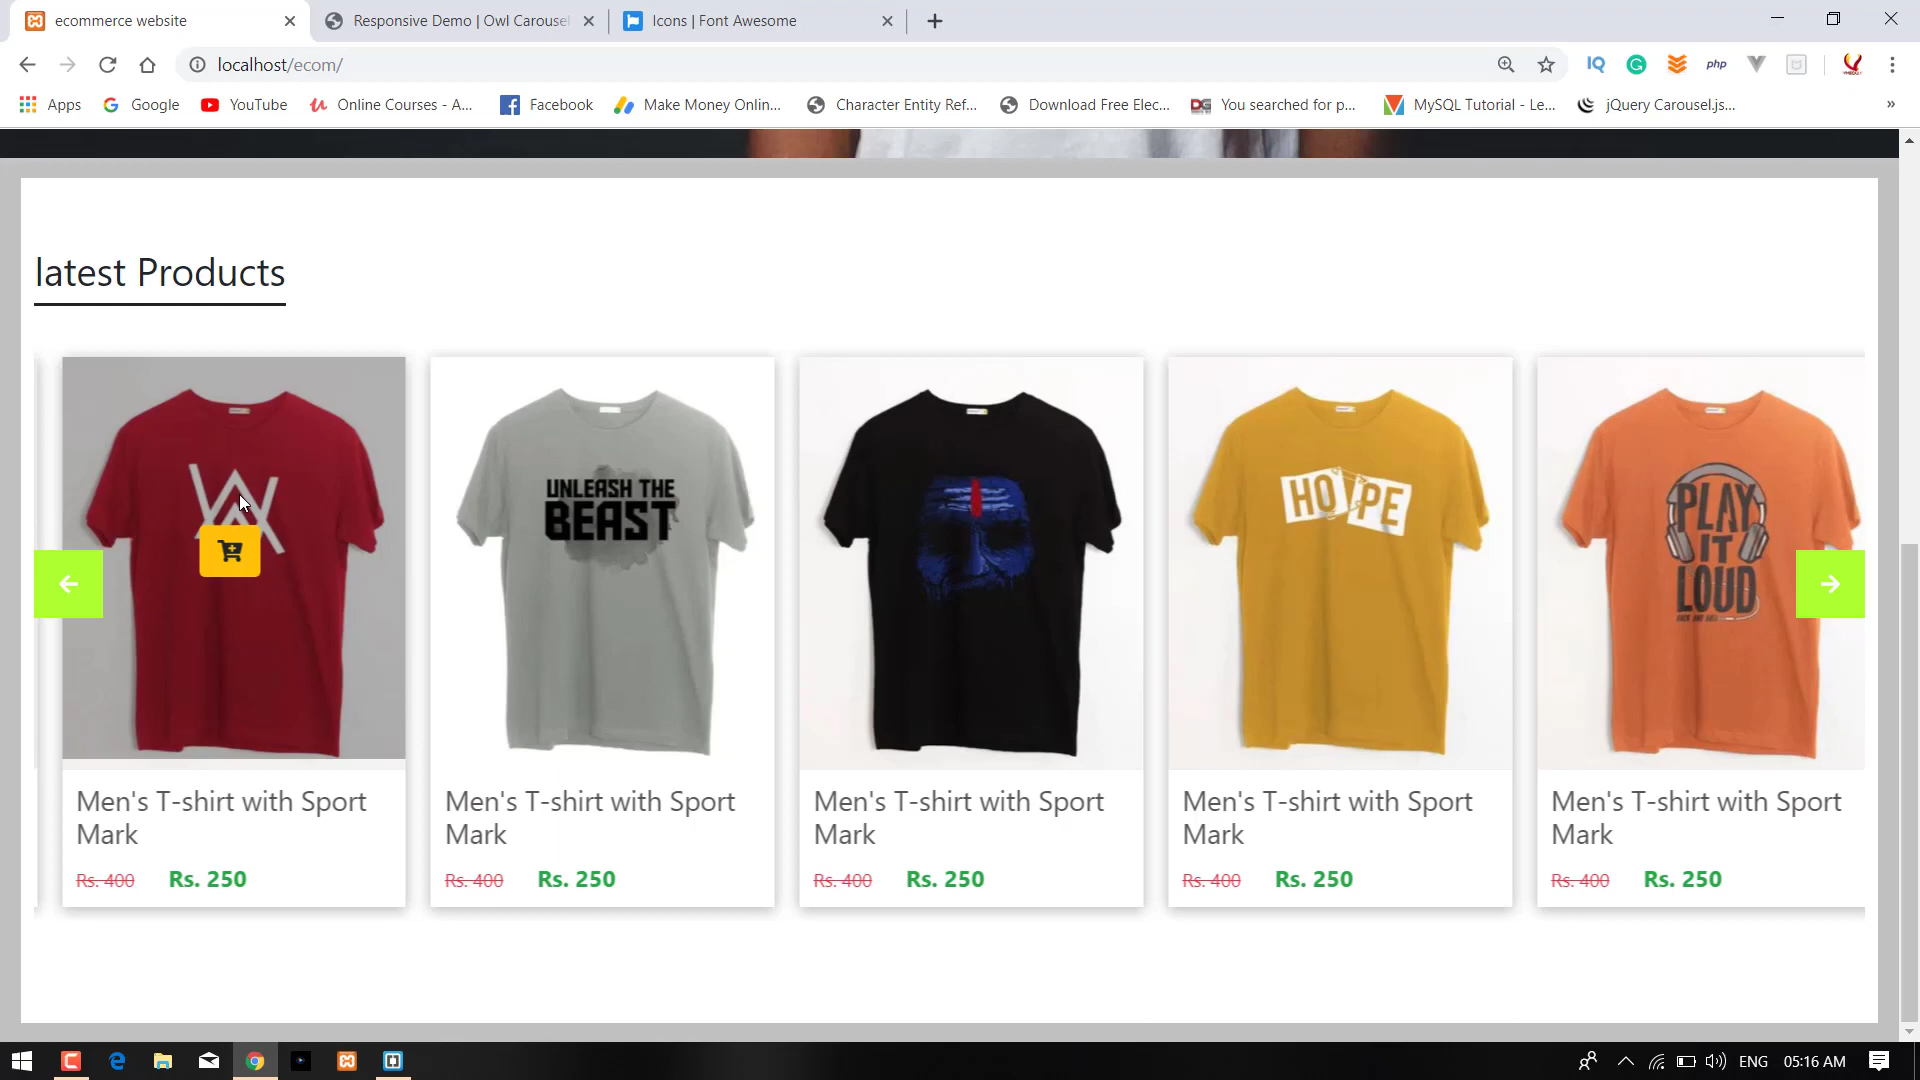 ecommerce website
Responsive Demo | Owl Carousel
Icons | Font Awesome
localhost/ecom/
IQ
php
Apps
Google
YouTube
Online Courses - A...
Facebook
Make Money Onlin...
Character Entity Ref...
Download Free Elec...
You searched for p...
MySQL Tutorial - Le...
jQuery Carousel.js...
»
latest Products
UNLEASH THE
BEAST
HOPE
PLAY
IT
LOUD
Men's T-shirt with Sport
Mark
Rs. 400 Rs. 250
Men's T-shirt with Sport
Mark
Rs. 400 Rs. 250
Men's T-shirt with Sport
Mark
Rs. 400 Rs. 250
Men's T-shirt with Sport
Mark
Rs. 400 Rs. 250
Men's T-shirt with Sport
Mark
Rs. 400 Rs. 250
ENG
05:16 AM